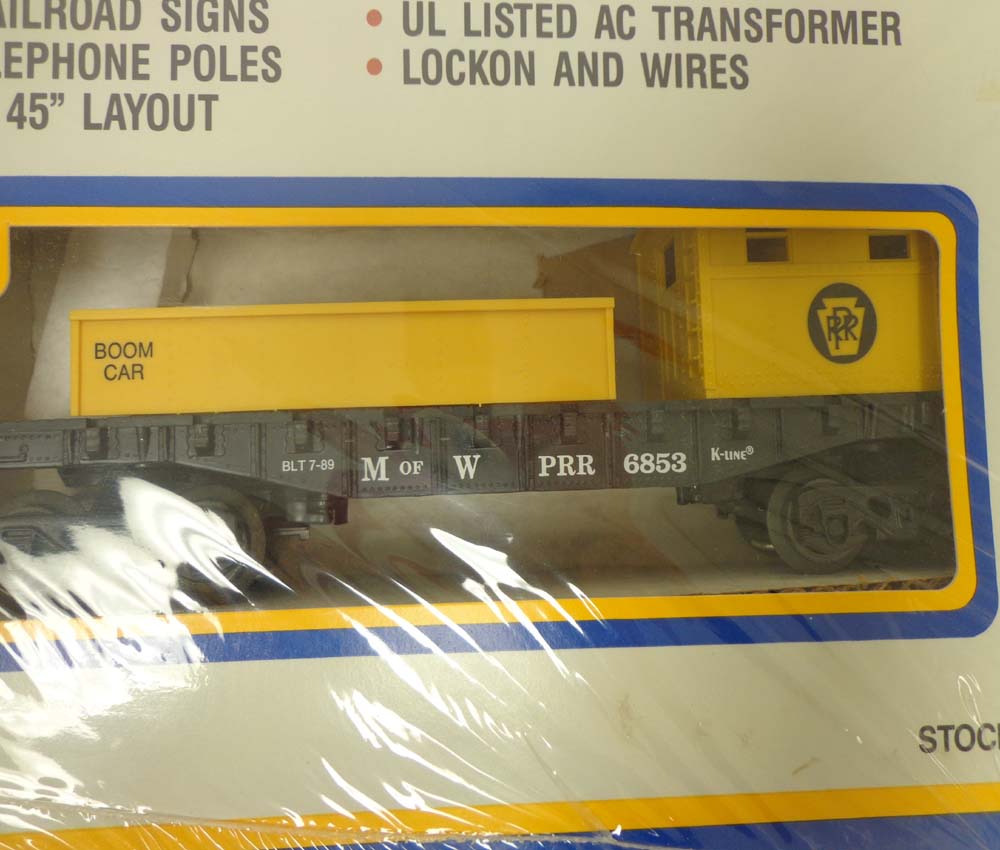 AILROAD SIGNS
LEPHONE POLES
45” LAYOUT
• UL LISTED AC TRANSFORMER
• LOCKON AND WIRES
BOOM
CAR
PRR
BLT 7-89 M OF W PRR 6853 K-LINE®
STOC